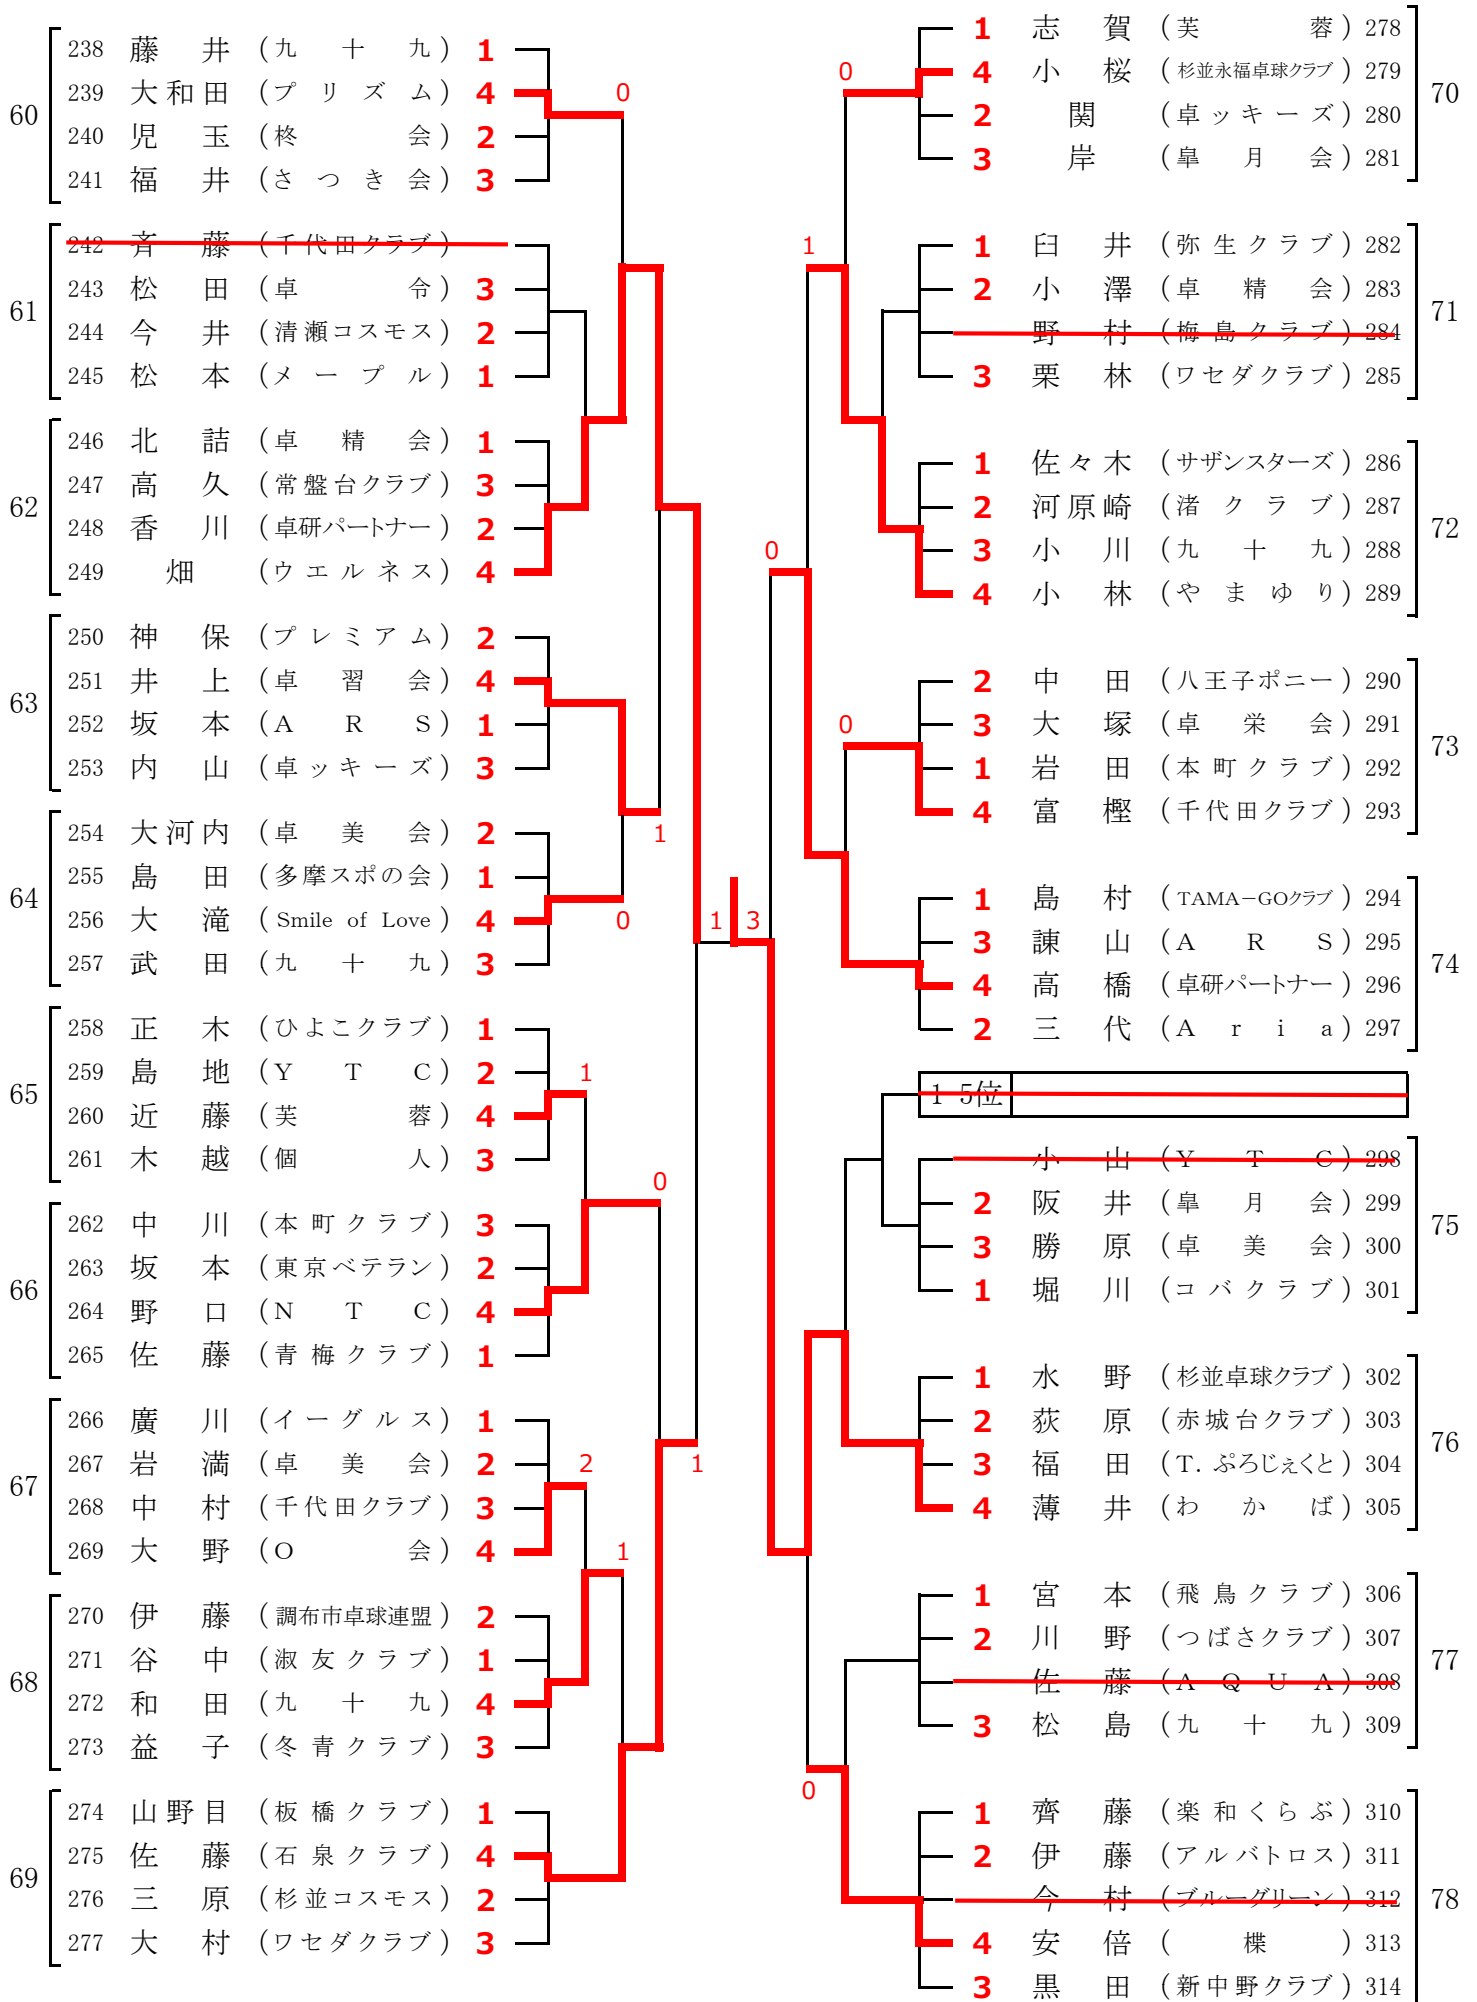 60
238 藤井 (九十九) 1
239 大和田 (プリズム) 4
240 児玉 (柊会) 2
241 福井 (さつき会) 3
0
61
242 斉藤 (千代田クラブ)
243 松田 (卓令) 3
244 今井 (清瀬コスモス) 2
245 松本 (メープル) 1
62
246 北詰 (卓精会) 1
247 高久 (常盤台クラブ) 3
248 香川 (卓研パートナー) 2
249 畑 (ウエルネス) 4
63
250 神保 (プレミアム) 2
251 井上 (卓習会) 4
252 坂本 (ARS) 1
253 内山 (卓ッキーズ) 3
1
64
254 大河内 (卓美会) 2
255 島田 (多摩スポの会) 1
256 大滝 (Smile of Love) 4
257 武田 (九十九) 3
0
1 3
65
258 正木 (ひよこクラブ) 1
259 島地 (YTC) 2
260 近藤 (芙蓉) 4
261 木越 (個人) 3
1
0
66
262 中川 (本町クラブ) 3
263 坂本 (東京ベテラン) 2
264 野口 (NTC) 4
265 佐藤 (青梅クラブ) 1
67
266 廣川 (イーグルス) 1
267 岩満 (卓美会) 2
268 中村 (千代田クラブ) 3
269 大野 (O会) 4
2
1
1
68
270 伊藤 (調布市卓球連盟) 2
271 谷中 (淑友クラブ) 1
272 和田 (九十九) 4
273 益子 (冬青クラブ) 3
69
274 山野目 (板橋クラブ) 1
275 佐藤 (石泉クラブ) 4
276 三原 (杉並コスモス) 2
277 大村 (ワセダクラブ) 3
1 志賀 (芙蓉) 278
4 小桜 (杉並永福卓球クラブ) 279
2 関 (卓ッキーズ) 280
3 岸 (皐月会) 281
70
0
1
1 臼井 (弥生クラブ) 282
2 小澤 (卓精会) 283
野村 (梅島クラブ) 284
3 栗林 (ワセダクラブ) 285
71
1 佐々木 (サザンスターズ) 286
2 河原崎 (渚クラブ) 287
3 小川 (九十九) 288
4 小林 (やまゆり) 289
72
0
2 中田 (八王子ポニー) 290
3 大塚 (卓栄会) 291
1 岩田 (本町クラブ) 292
4 富樫 (千代田クラブ) 293
73
0
1 島村 (TAMA-GOクラブ) 294
3 諌山 (ARS) 295
4 高橋 (卓研パートナー) 296
2 三代 (Aria) 297
74
1 5位
小山 (YTC) 298
2 阪井 (皐月会) 299
3 勝原 (卓美会) 300
1 堀川 (コバクラブ) 301
75
1 水野 (杉並卓球クラブ) 302
2 荻原 (赤城台クラブ) 303
3 福田 (T.ぷろじぇくと) 304
4 薄井 (わかば) 305
76
1 宮本 (飛鳥クラブ) 306
2 川野 (つばさクラブ) 307
佐藤 (AQUA) 308
3 松島 (九十九) 309
77
0
1 齊藤 (楽和くらぶ) 310
2 伊藤 (アルバトロス) 311
今村 (ブルーグリーン) 312
4 安倍 (楪) 313
3 黒田 (新中野クラブ) 314
78